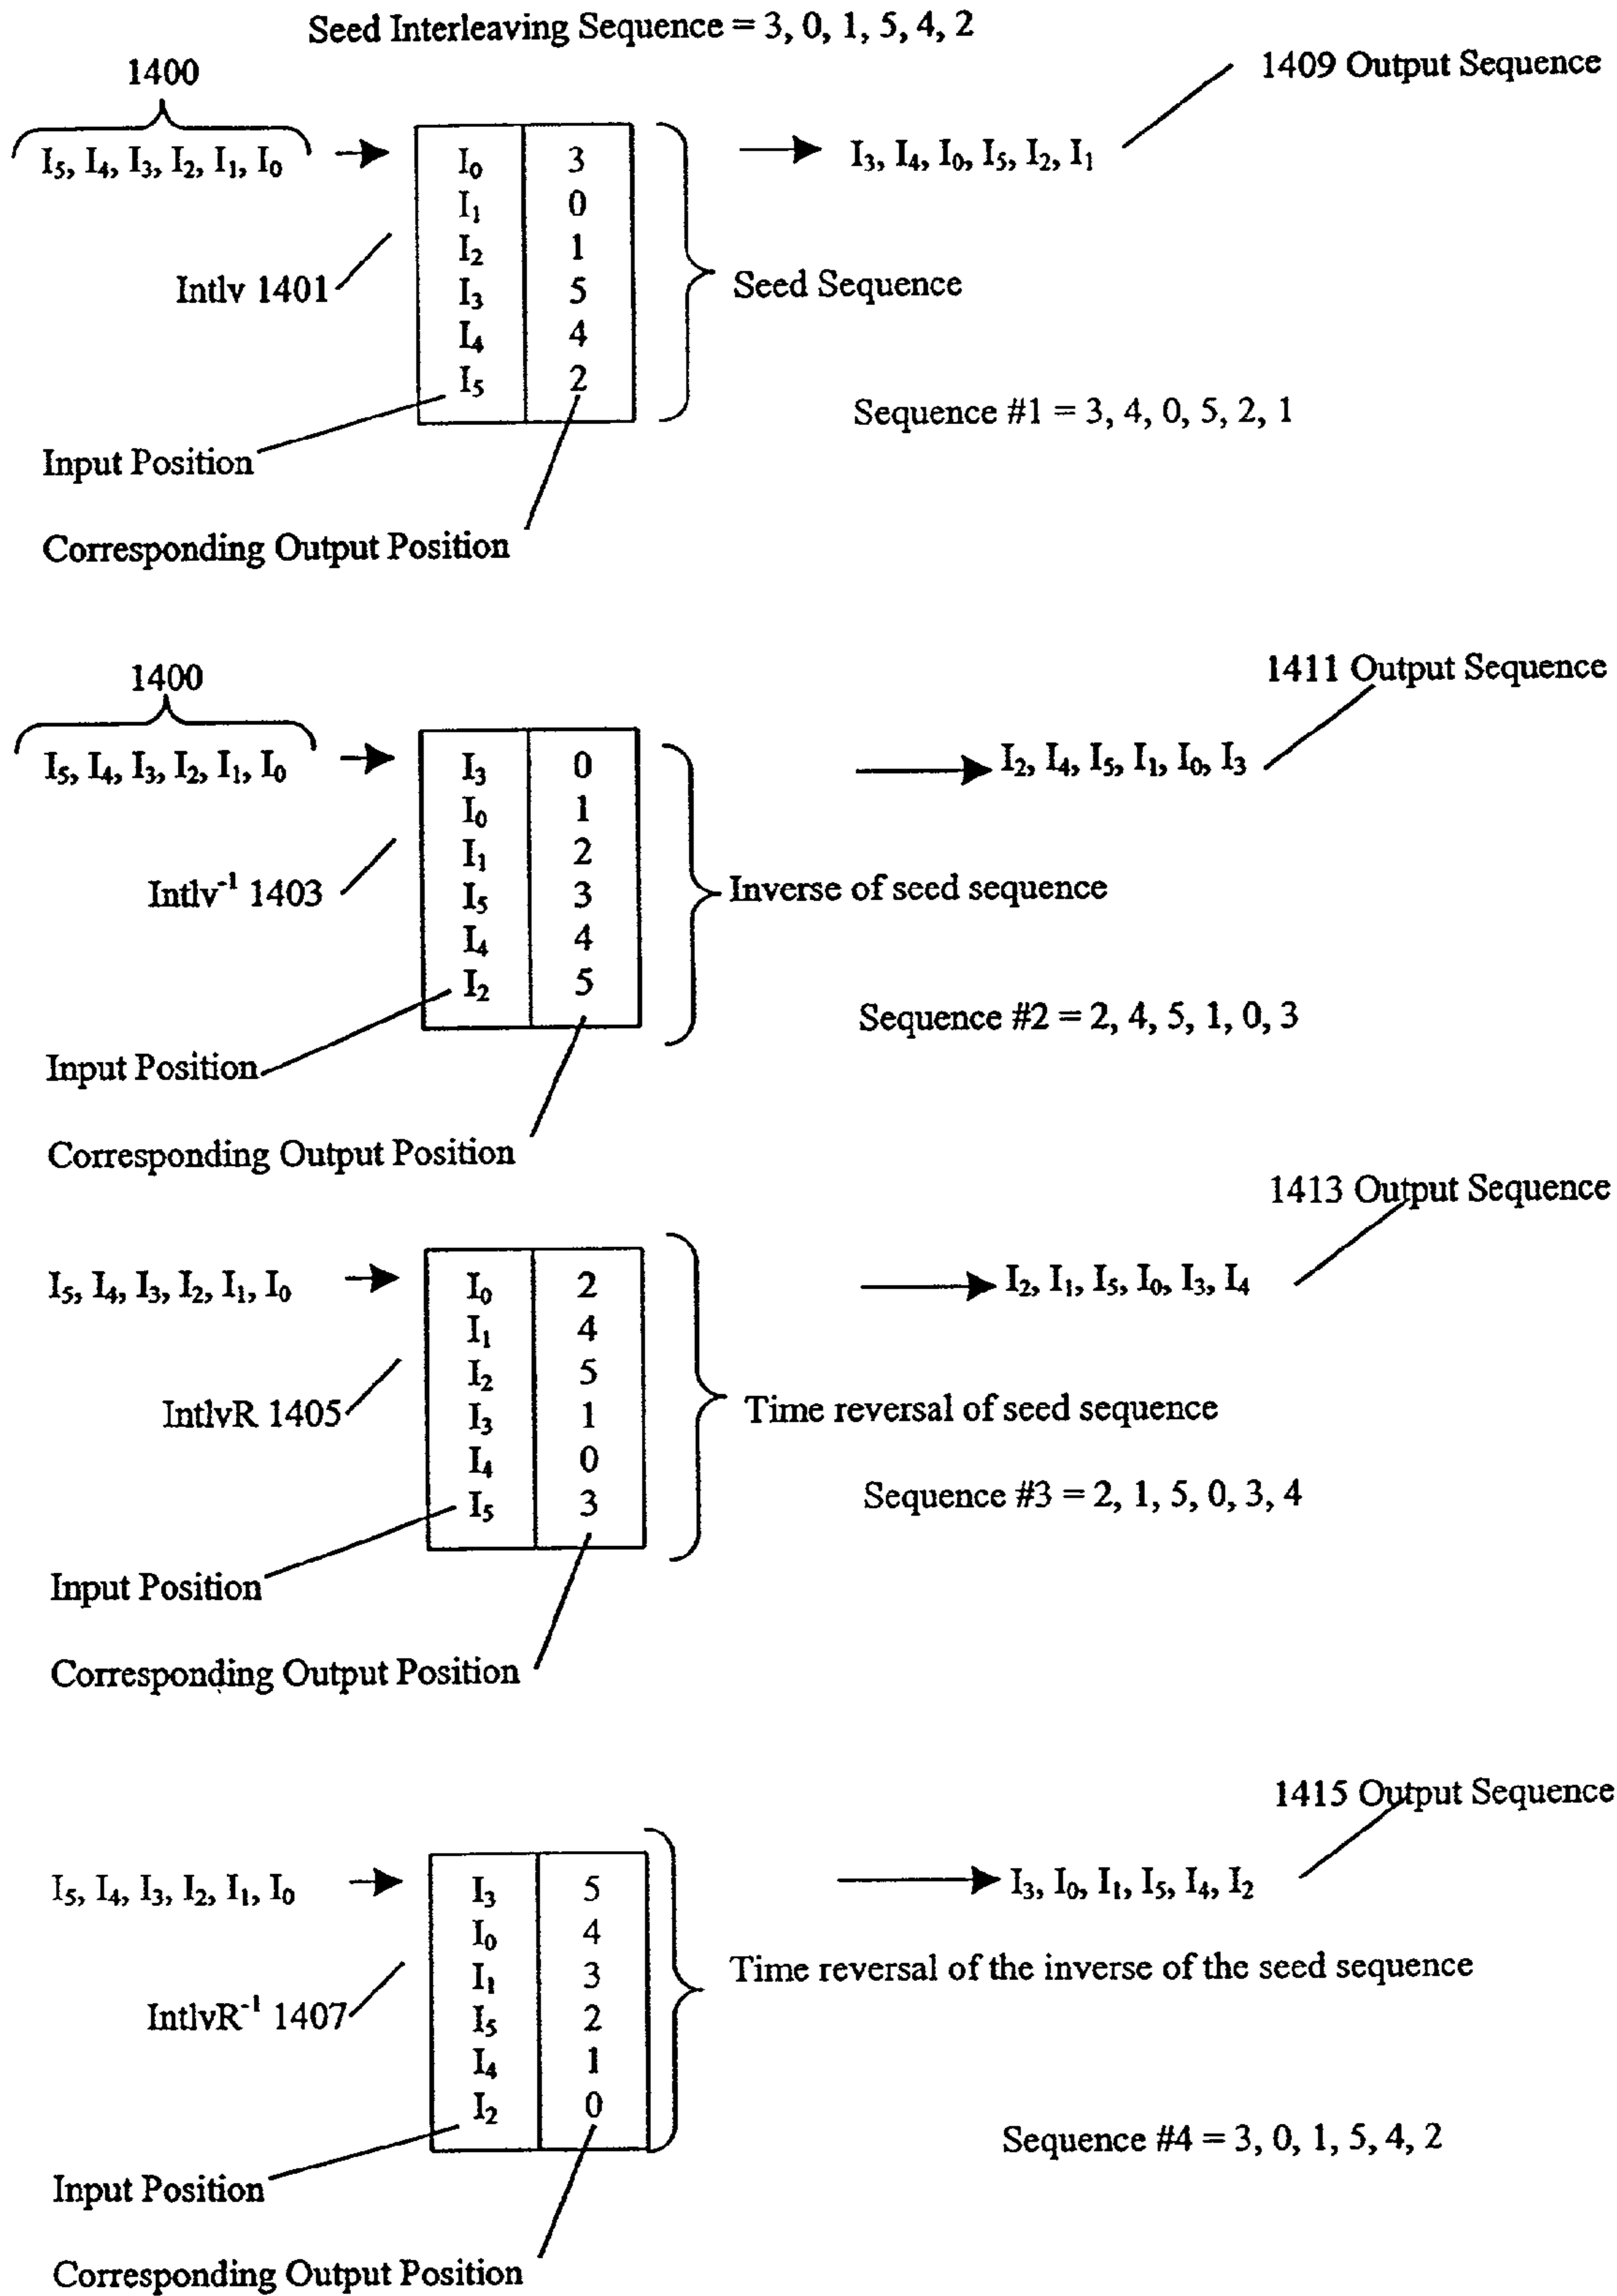 Seed Interleaving Sequence = 3, 0, 1, 5, 4, 2
1400
1409 Output Sequence
I₅, I₄, I₃, I₂, I₁, I₀
I₀ 3
I₁ 0
I₂ 1
I₃ 5
I₄ 4
I₅ 2
I₃, I₄, I₀, I₅, I₂, I₁
Intlv 1401
Seed Sequence
Sequence #1 = 3, 4, 0, 5, 2, 1
Input Position
Corresponding Output Position
1400
1411 Output Sequence
I₅, I₄, I₃, I₂, I₁, I₀
I₃ 0
I₀ 1
I₁ 2
I₅ 3
I₄ 4
I₂ 5
I₂, I₄, I₅, I₁, I₀, I₃
Intlv⁻¹ 1403
Inverse of seed sequence
Sequence #2 = 2, 4, 5, 1, 0, 3
Input Position
Corresponding Output Position
1413 Output Sequence
I₅, I₄, I₃, I₂, I₁, I₀
I₀ 2
I₁ 4
I₂ 5
I₃ 1
I₄ 0
I₅ 3
I₂, I₁, I₅, I₀, I₃, I₄
IntlvR 1405
Time reversal of seed sequence
Sequence #3 = 2, 1, 5, 0, 3, 4
Input Position
Corresponding Output Position
1415 Output Sequence
I₅, I₄, I₃, I₂, I₁, I₀
I₃ 5
I₀ 4
I₁ 3
I₅ 2
I₄ 1
I₂ 0
I₃, I₀, I₁, I₅, I₄, I₂
IntlvR⁻¹ 1407
Time reversal of the inverse of the seed sequence
Sequence #4 = 3, 0, 1, 5, 4, 2
Input Position
Corresponding Output Position